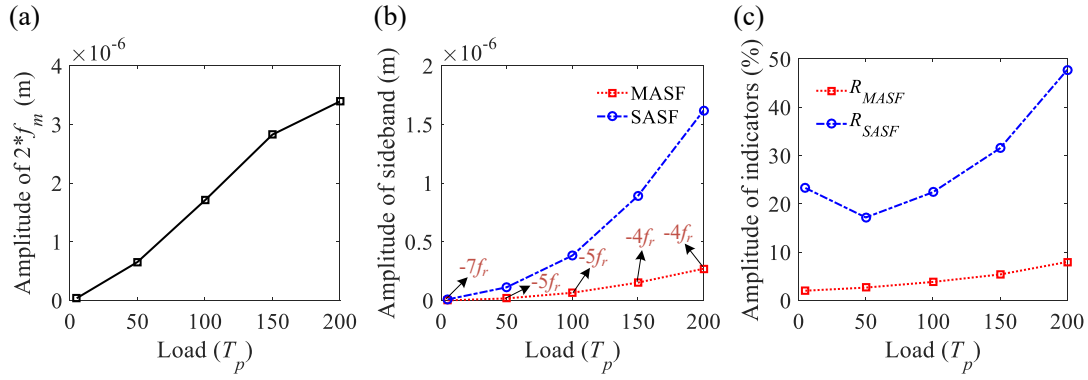 (a)
×10^-6
Amplitude of 2*f_m (m)
4
3
2
1
0
0 50 100 150 200
Load (T_p)
(b)
×10^-6
Amplitude of sideband (m)
2
1.5
1
0.5
0
MASF
SASF
-7f_r
-5f_r
-5f_r
-4f_r
-4f_r
0 50 100 150 200
Load (T_p)
(c)
Amplitude of indicators (%)
50
40
30
20
10
0
R_MASF
R_SASF
0 50 100 150 200
Load (T_p)